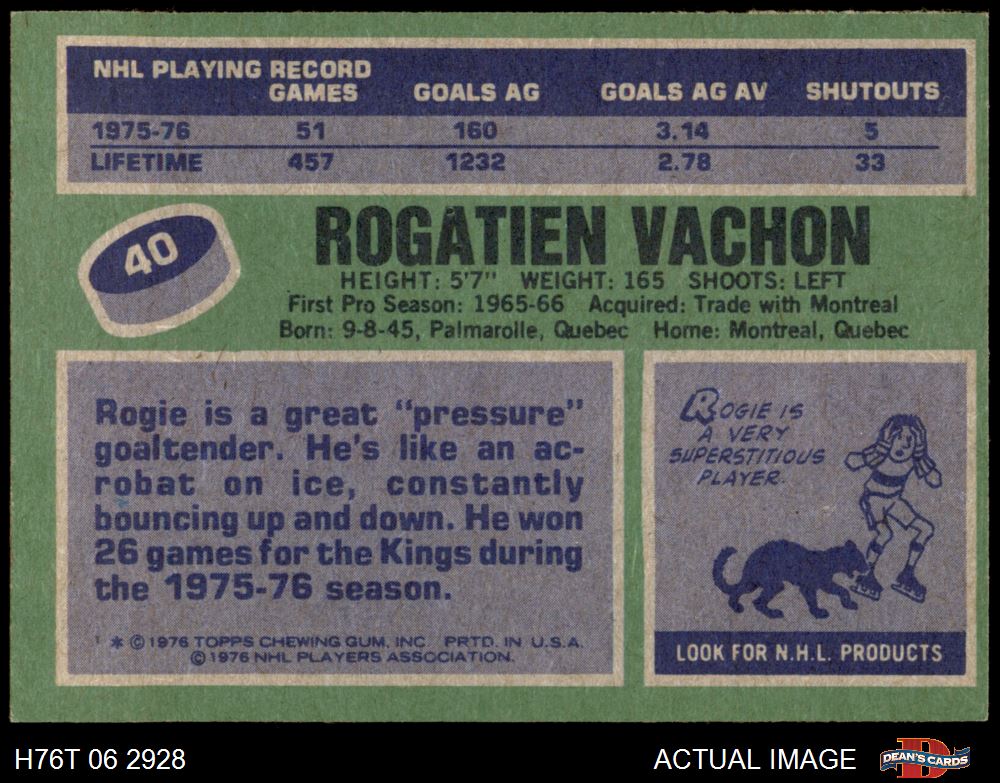 NHL PLAYING RECORD
GAMES GOALS AG GOALS AG AV SHUTOUTS
1975-76 51 160 3.14 5
LIFETIME 457 1232 2.78 33
40
ROGATIEN VACHON
HEIGHT: 5'7" WEIGHT: 165 SHOOTS: LEFT
First Pro Season: 1965-66 Acquired: Trade with Montreal
Born: 9-8-45, Palmarolle, Quebec Home: Montreal, Quebec
Rogie is a great "pressure"
goaltender. He's like an ac-
robat on ice, constantly
bouncing up and down. He won
26 games for the Kings during
the 1975-76 season.
* © 1976 TOPPS CHEWING GUM, INC PRTD. IN U.S.A.
© 1976 NHL PLAYERS ASSOCIATION.
ROGIE IS
A VERY
SUPERSTITIOUS
PLAYER.
LOOK FOR N.H.L. PRODUCTS
H76T 06 2928 ACTUAL IMAGE DEAN'S CARDS